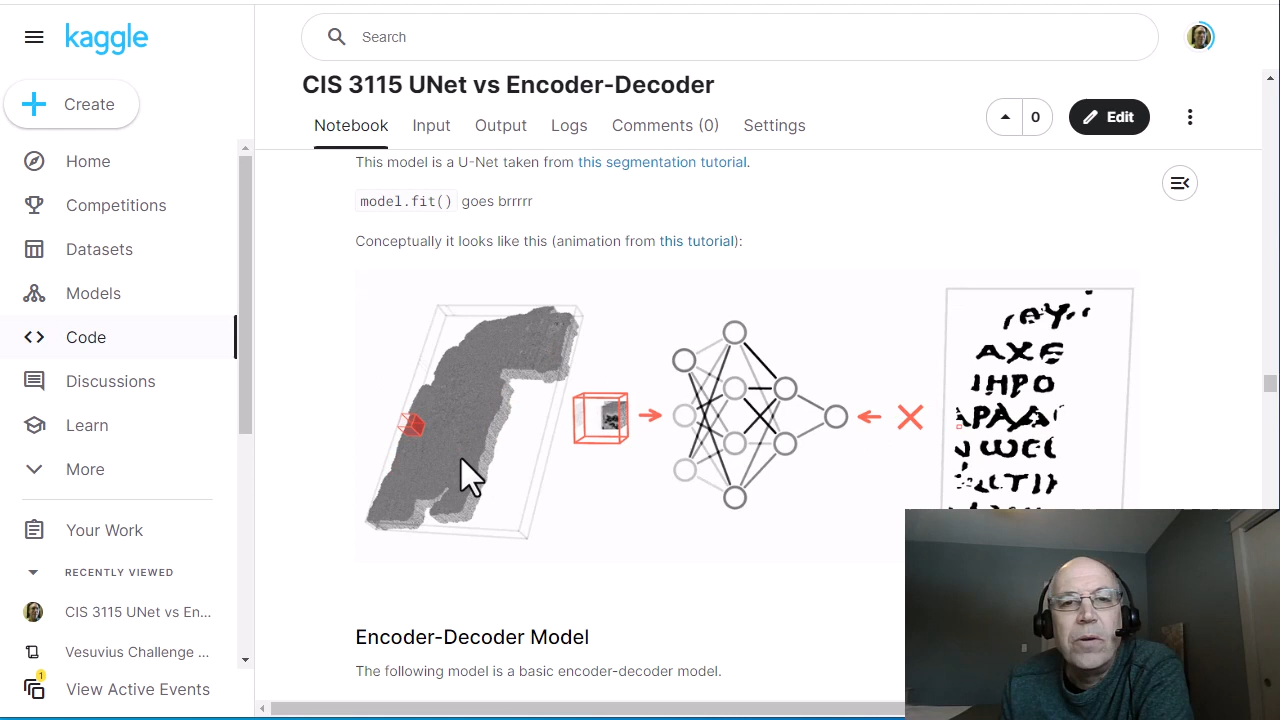 kaggle
Search
Create
Home
Competitions
Datasets
Models
Code
Discussions
Learn
More
Your Work
RECENTLY VIEWED
CIS 3115 UNet vs En...
Vesuvius Challenge ...
1
View Active Events
CIS 3115 UNet vs Encoder-Decoder
0
Edit
Notebook Input Output Logs Comments (0) Settings
This model is a U-Net taken from this segmentation tutorial.
model.fit() goes brrrrr
Conceptually it looks like this (animation from this tutorial):
Encoder-Decoder Model
The following model is a basic encoder-decoder model.